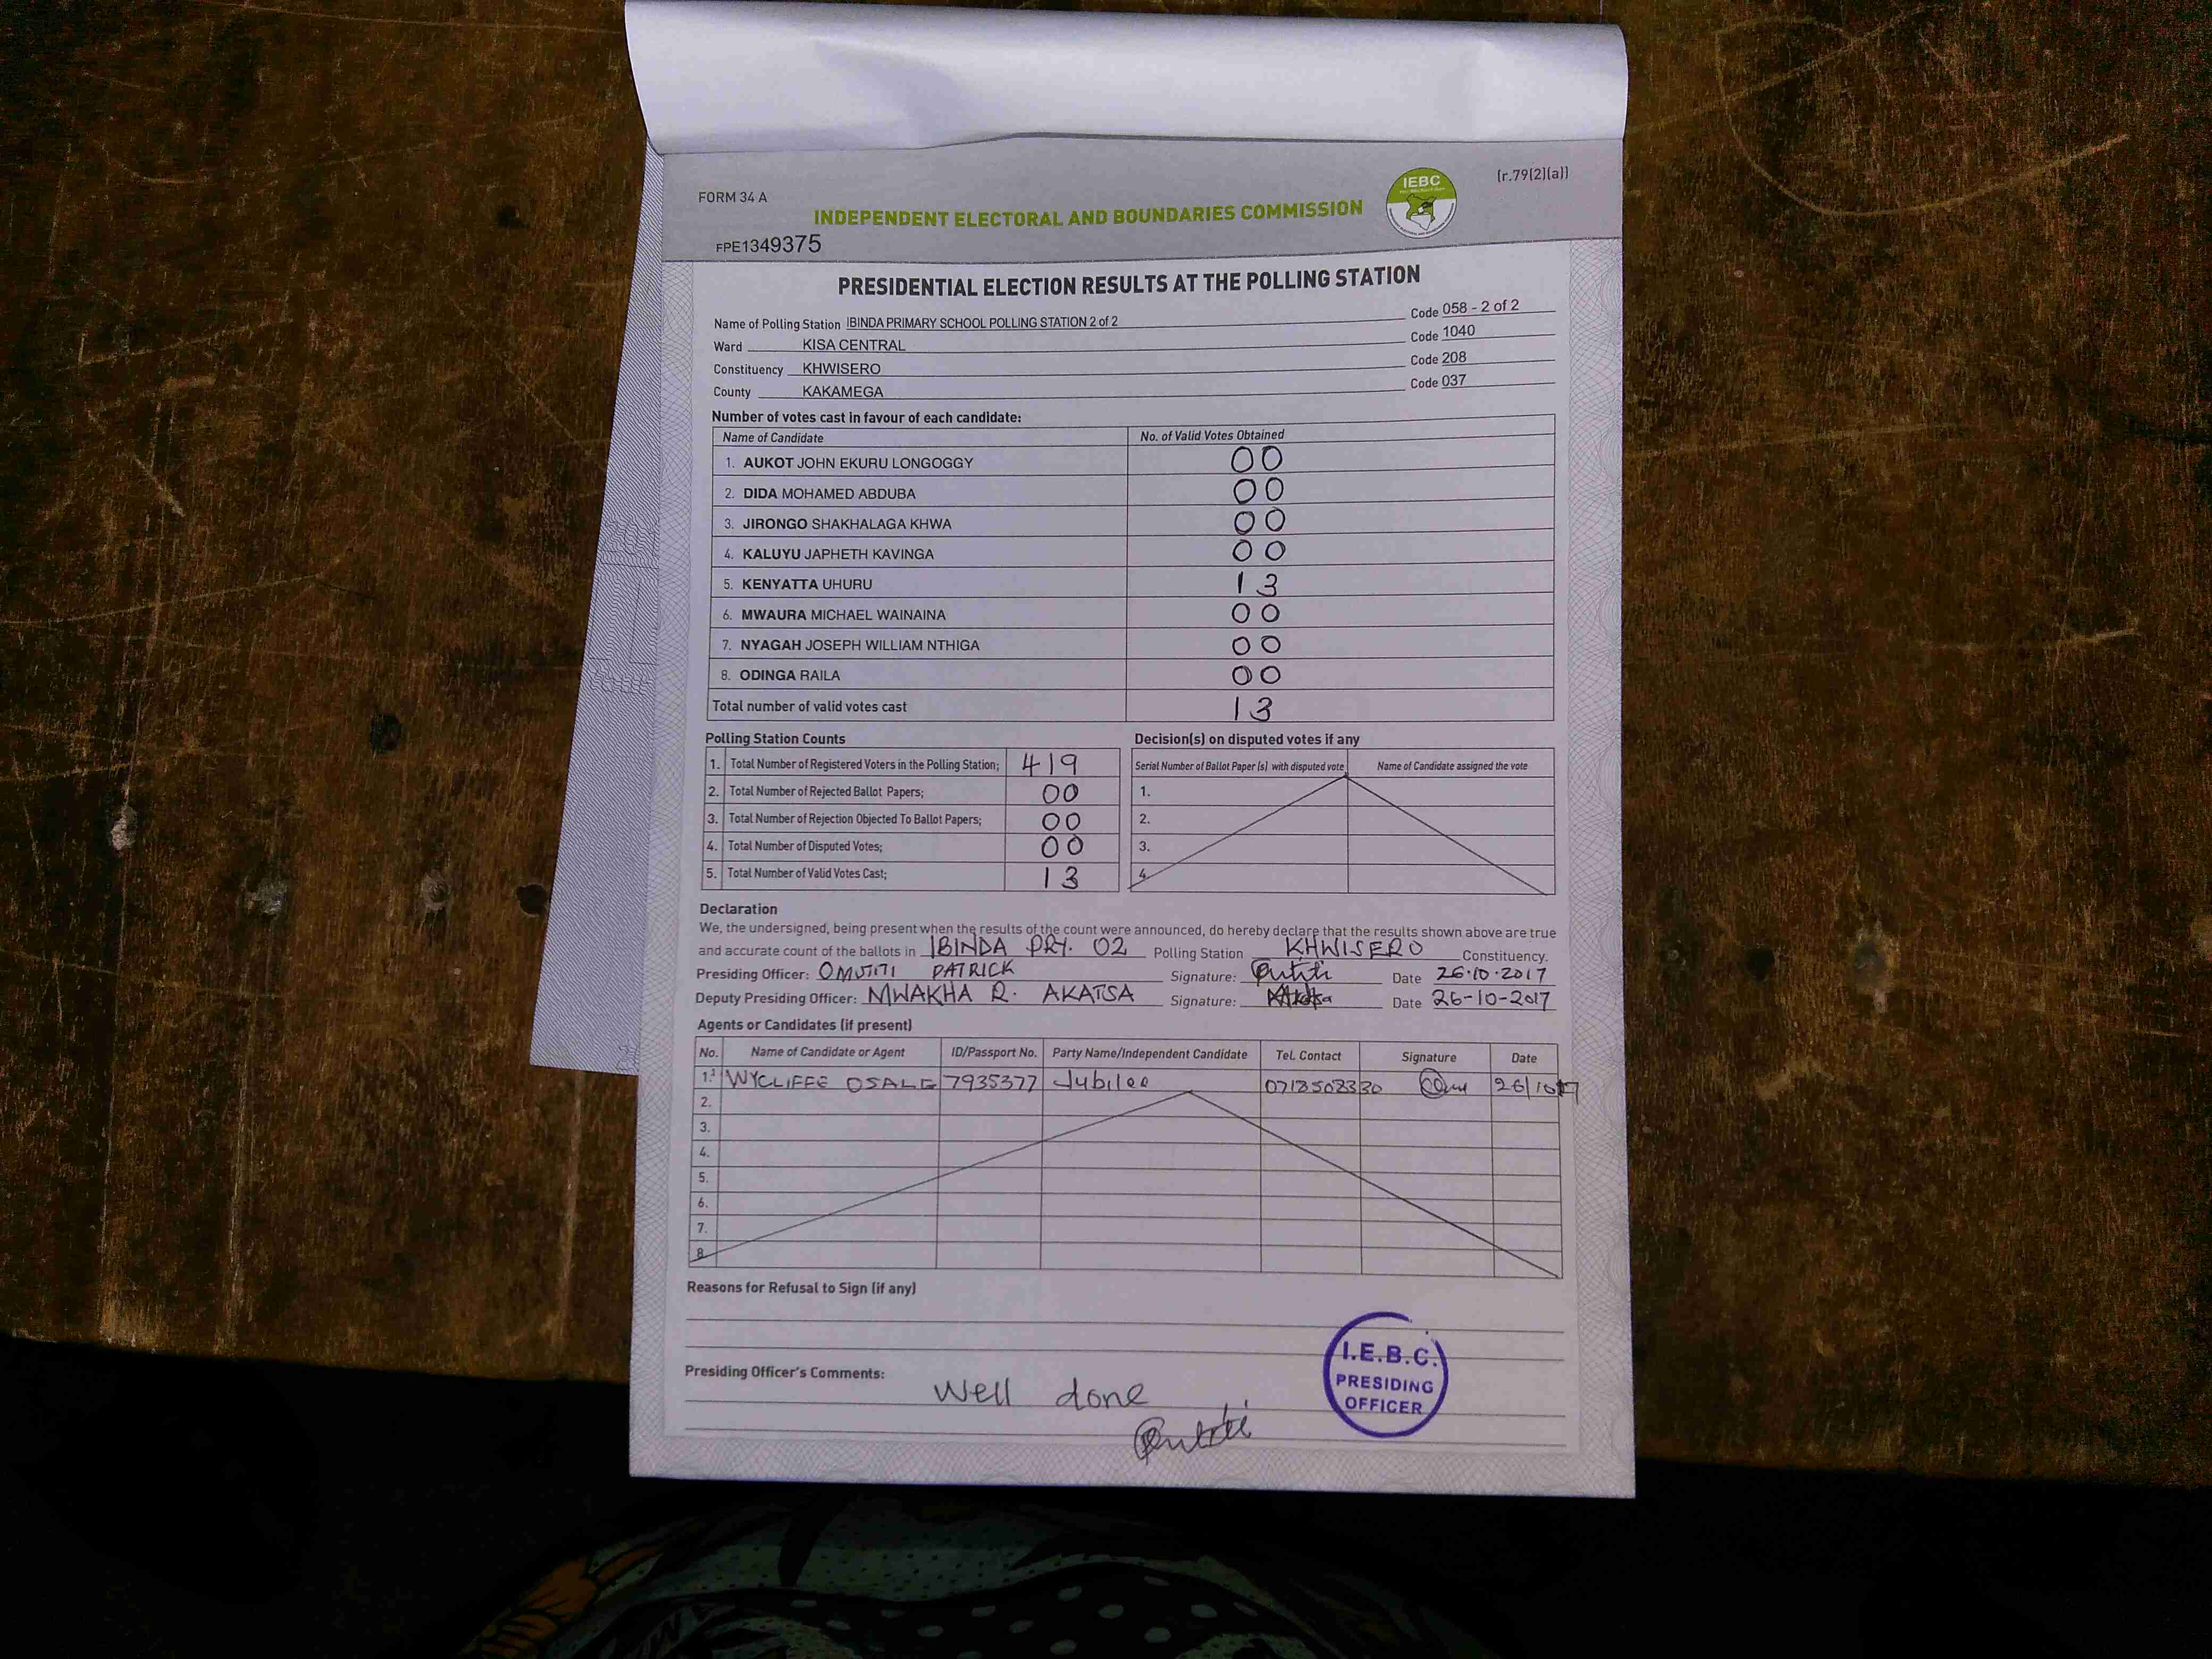 FORM 34 A
INDEPENDENT ELECTORAL AND BOUNDARIES COMMISSION
IEBC
(r.79(2)(a))
FPE1349375
PRESIDENTIAL ELECTION RESULTS AT THE POLLING STATION
Name of Polling Station IBINDA PRIMARY SCHOOL POLLING STATION 2 of 2 Code 058 - 2 of 2
Ward KISA CENTRAL Code 1040
Constituency KHWISERO Code 208
County KAKAMEGA Code 037
Number of votes cast in favour of each candidate:
Name of Candidate No. of Valid Votes Obtained
1. AUKOT JOHN EKURU LONGOGGY 00
2. DIDA MOHAMED ABDUBA 00
3. JIRONGO SHAKHALAGA KHWA 00
4. KALUYU JAPHETH KAVINGA 00
5. KENYATTA UHURU 13
6. MWAURA MICHAEL WAINAINA 00
7. NYAGAH JOSEPH WILLIAM NTHIGA 00
8. ODINGA RAILA 00
Total number of valid votes cast 13
Polling Station Counts
1. Total Number of Registered Voters in the Polling Station; 419
2. Total Number of Rejected Ballot Papers; 00
3. Total Number of Rejection Objected To Ballot Papers; 00
4. Total Number of Disputed Votes; 00
5. Total Number of Valid Votes Cast; 13
Decision(s) on disputed votes if any
Serial Number of Ballot Paper (s) with disputed vote Name of Candidate assigned the vote
1.
2.
3.
4.
Declaration
We, the undersigned, being present when the results of the count were announced, do hereby declare that the results shown above are true
and accurate count of the ballots in IBINDA PRY. 02 Polling Station KHWISERO Constituency.
Presiding Officer: OMUTITI PATRICK Signature: Date 26.10.2017
Deputy Presiding Officer: MWAKHA R. AKATSA Signature: Date 26-10-2017
Agents or Candidates (if present)
No. Name of Candidate or Agent ID/Passport No. Party Name/Independent Candidate Tel. Contact Signature Date
1. WYCLIFFE 7935377 Jubilee 26/10/17
2.
3.
4.
5.
6.
7.
8.
Reasons for Refusal to Sign (if any)
Presiding Officer's Comments: Well done
I.E.B.C.
PRESIDING
OFFICER